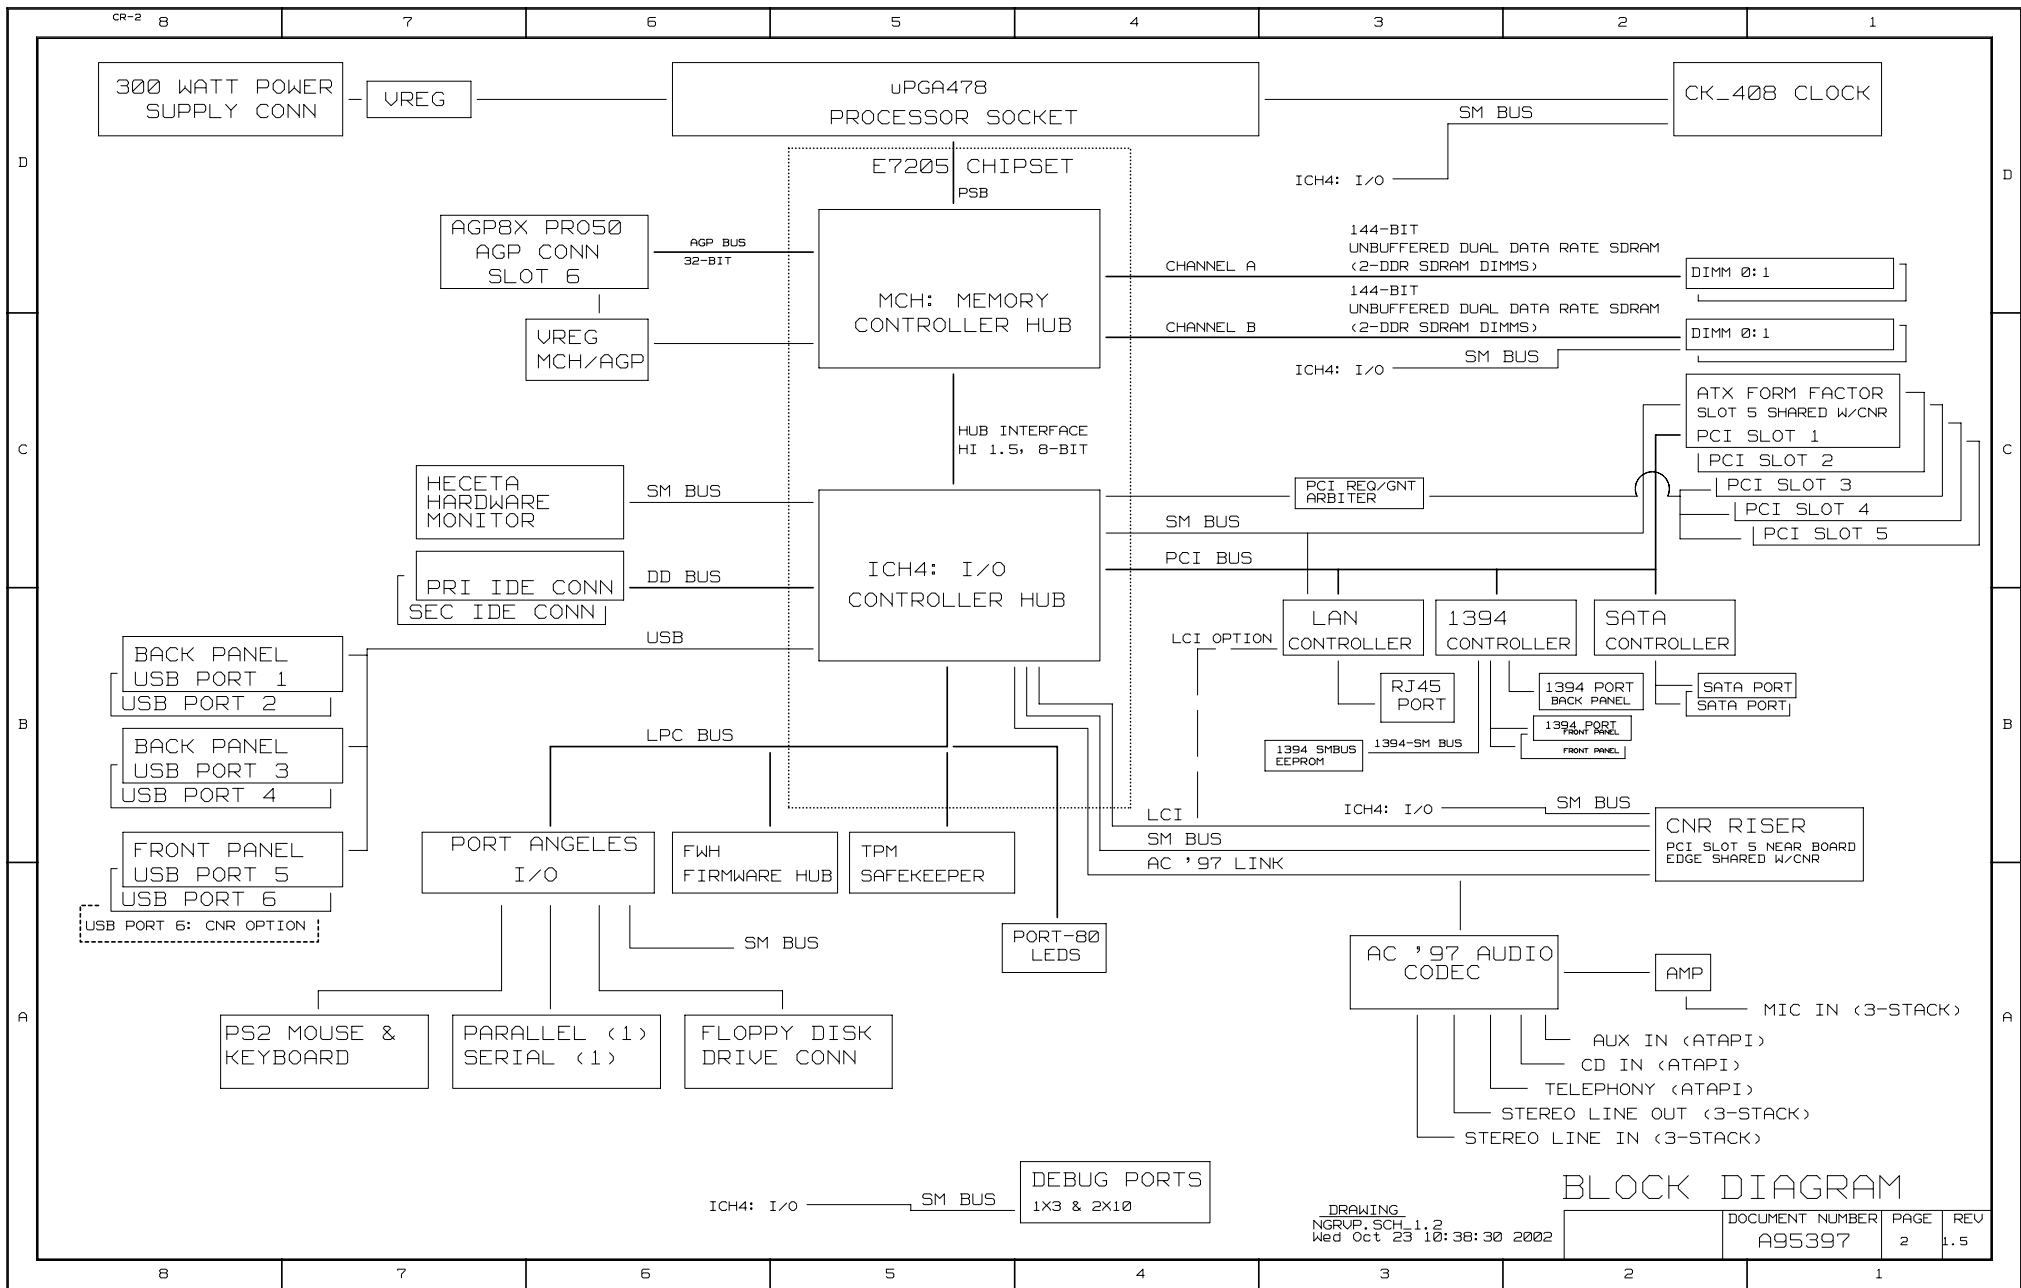 CR-2
8 7 6 5 4 3 2 1
300 WATT POWER
SUPPLY CONN
VREG
uPGA478
PROCESSOR SOCKET
CK_408 CLOCK
SM BUS
ICH4: I/O
D
D
E7205 CHIPSET
PSB
AGP8X PRO50
AGP CONN
SLOT 6
AGP BUS
32-BIT
MCH: MEMORY
CONTROLLER HUB
CHANNEL A
144-BIT
UNBUFFERED DUAL DATA RATE SDRAM
(2-DDR SDRAM DIMMS)
DIMM 0:1
144-BIT
UNBUFFERED DUAL DATA RATE SDRAM
(2-DDR SDRAM DIMMS)
CHANNEL B
DIMM 0:1
VREG
MCH/AGP
SM BUS
ICH4: I/O
ATX FORM FACTOR
SLOT 5 SHARED W/CNR
PCI SLOT 1
PCI SLOT 2
PCI SLOT 3
PCI SLOT 4
PCI SLOT 5
C
C
HUB INTERFACE
HI 1.5, 8-BIT
HECETA
HARDWARE
MONITOR
SM BUS
PCI REQ/GNT
ARBITER
SM BUS
PCI BUS
ICH4: I/O
CONTROLLER HUB
PRI IDE CONN
SEC IDE CONN
DD BUS
USB
LCI OPTION
LAN
CONTROLLER
1394
CONTROLLER
SATA
CONTROLLER
BACK PANEL
USB PORT 1
USB PORT 2
RJ45
PORT
1394 PORT
BACK PANEL
SATA PORT
SATA PORT
B
B
1394 PORT
FRONT PANEL
FRONT PANEL
1394 SMBUS
EEPROM
1394-SM BUS
LPC BUS
BACK PANEL
USB PORT 3
USB PORT 4
ICH4: I/O
SM BUS
LCI
SM BUS
AC '97 LINK
CNR RISER
PCI SLOT 5 NEAR BOARD
EDGE SHARED W/CNR
FRONT PANEL
USB PORT 5
USB PORT 6
USB PORT 6: CNR OPTION
PORT ANGELES
I/O
FWH
FIRMWARE HUB
TPM
SAFEKEEPER
SM BUS
PORT-80
LEDS
AC '97 AUDIO
CODEC
AMP
MIC IN (3-STACK)
A
A
PS2 MOUSE &
KEYBOARD
PARALLEL (1)
SERIAL (1)
FLOPPY DISK
DRIVE CONN
AUX IN (ATAPI)
CD IN (ATAPI)
TELEPHONY (ATAPI)
STEREO LINE OUT (3-STACK)
STEREO LINE IN (3-STACK)
ICH4: I/O
SM BUS
DEBUG PORTS
1X3 & 2X10
BLOCK DIAGRAM
DRAWING
NGRVP.SCH_1.2
Wed Oct 23 10:38:30 2002
DOCUMENT NUMBER
A95397
PAGE
2
REV
1.5
8 7 6 5 4 3 2 1